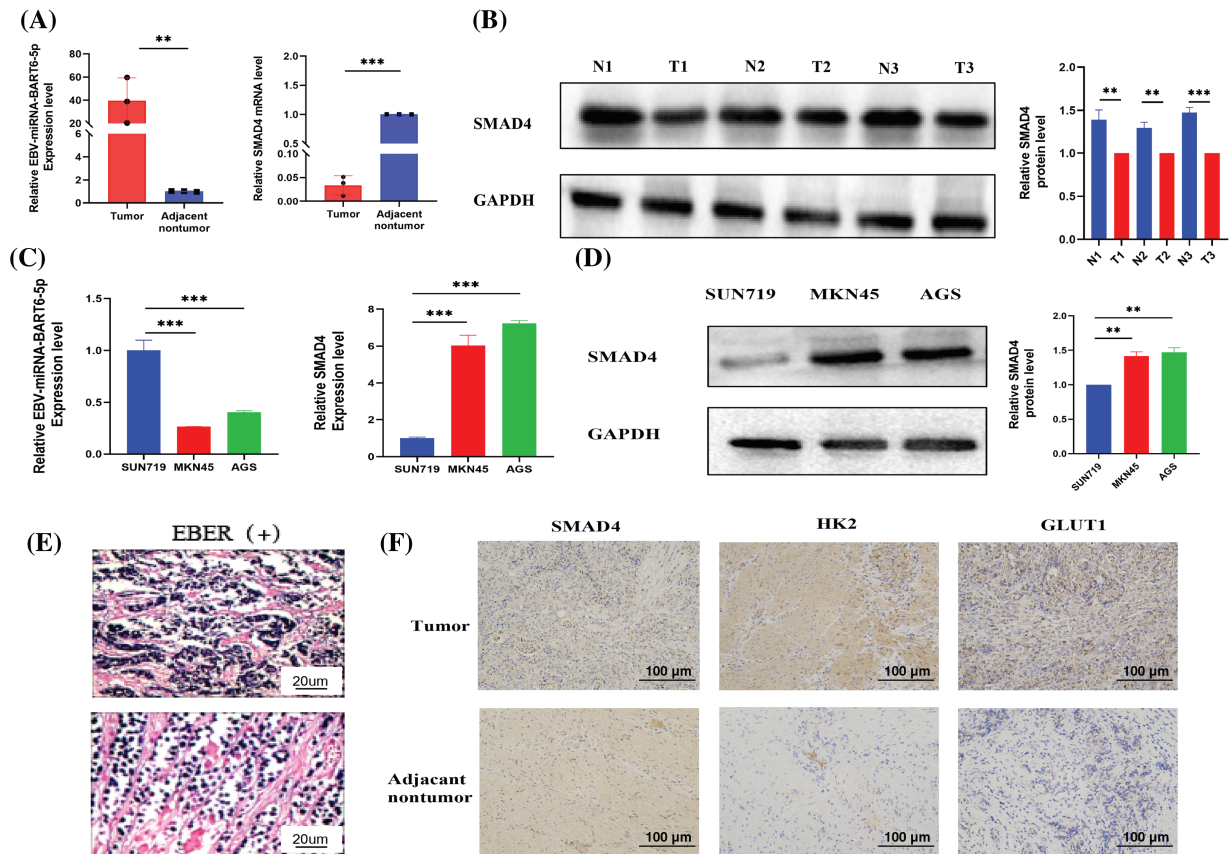 (A)
Relative EBV-miRNA-BART6-5p
Expression level
**
80
60
40
20
6
4
2
0
Tumor
Adjacent
nontumor
Relative SMAD4 mRNA level
***
2.0
1.5
1.0
0.5
0.10
0.05
0.00
Tumor
Adjacent
nontumor
(B)
N1 T1 N2 T2 N3 T3
SMAD4
GAPDH
Relative SMAD4
protein level
** ** ***
2.0
1.5
1.0
0.5
0.0
N1 T1 N2 T2 N3 T3
(C)
Relative EBV-miRNA-BART6-5p
Expression level
***
***
1.5
1.0
0.5
0.0
SUN719 MKN45 AGS
Relative SMAD4
Expression level
***
***
8
6
4
2
0
SUN719 MKN45 AGS
(D)
SUN719 MKN45 AGS
SMAD4
GAPDH
Relative SMAD4
protein level
**
**
2.0
1.5
1.0
0.5
0.0
SUN719 MKN45 AGS
(E)
EBER (+)
20um
20um
(F)
SMAD4 HK2 GLUT1
Tumor
100 µm 100 µm 100 µm
Adjacant
nontumor
100 µm 100 µm 100 µm